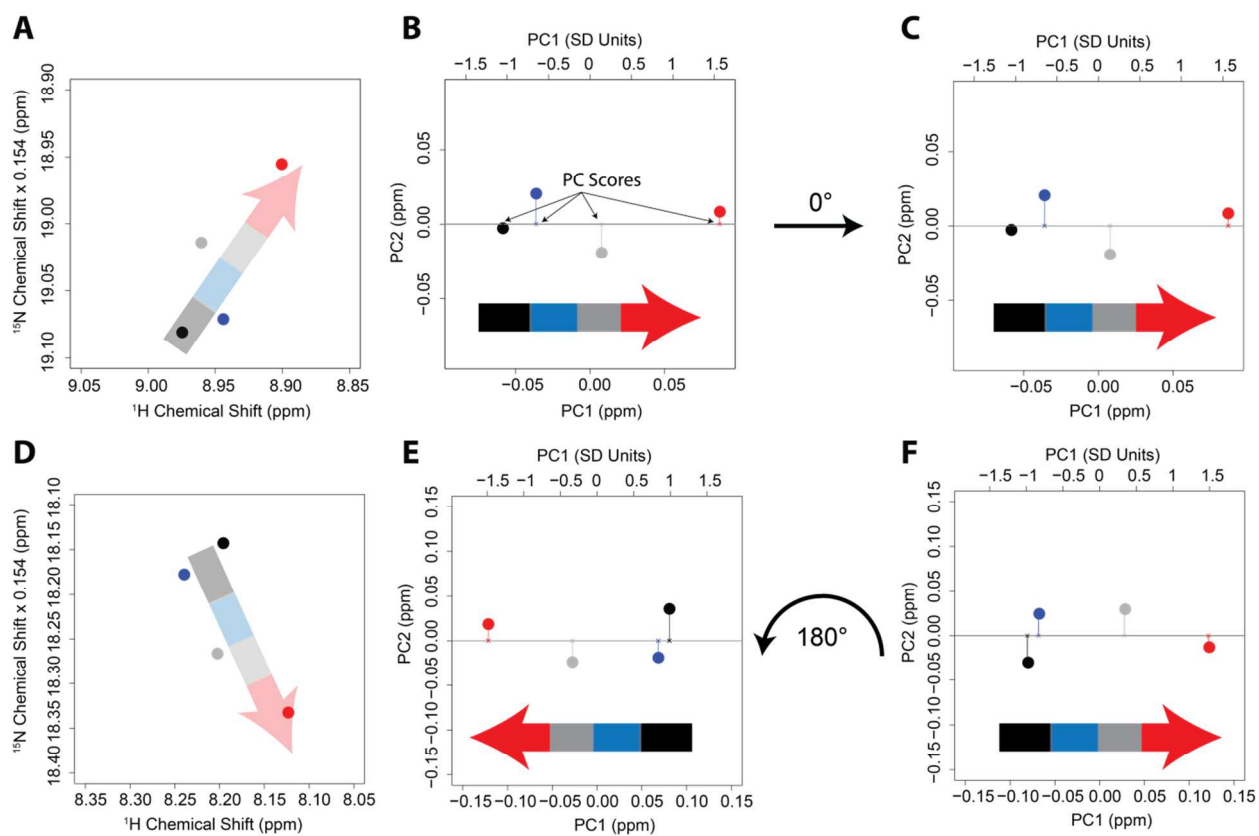 A
¹⁵N Chemical Shift x 0.154 (ppm)
18.90
18.95
19.00
19.05
19.10
9.05 9.00 8.95 8.90 8.85
¹H Chemical Shift (ppm)
B
PC1 (SD Units)
−1.5 −1 −0.5 0 0.5 1 1.5
PC2 (ppm)
0.05
0.00
−0.05
PC Scores
−0.05 0.00 0.05
PC1 (ppm)
0°
C
PC1 (SD Units)
−1.5 −1 −0.5 0 0.5 1 1.5
PC2 (ppm)
0.05
0.00
−0.05
−0.05 0.00 0.05
PC1 (ppm)
D
¹⁵N Chemical Shift x 0.154 (ppm)
18.10
18.15
18.20
18.25
18.30
18.35
18.40
8.35 8.30 8.25 8.20 8.15 8.10 8.05
¹H Chemical Shift (ppm)
E
PC1 (SD Units)
−1.5 −1 −0.5 0 0.5 1 1.5
PC2 (ppm)
0.15
0.10
0.05
0.00
−0.05
−0.10
−0.15
−0.15 −0.10 −0.05 0.00 0.05 0.10 0.15
PC1 (ppm)
180°
F
PC1 (SD Units)
−1.5 −1 −0.5 0 0.5 1 1.5
PC2 (ppm)
0.15
0.10
0.05
0.00
−0.05
−0.10
−0.15
−0.15 −0.10 −0.05 0.00 0.05 0.10 0.15
PC1 (ppm)